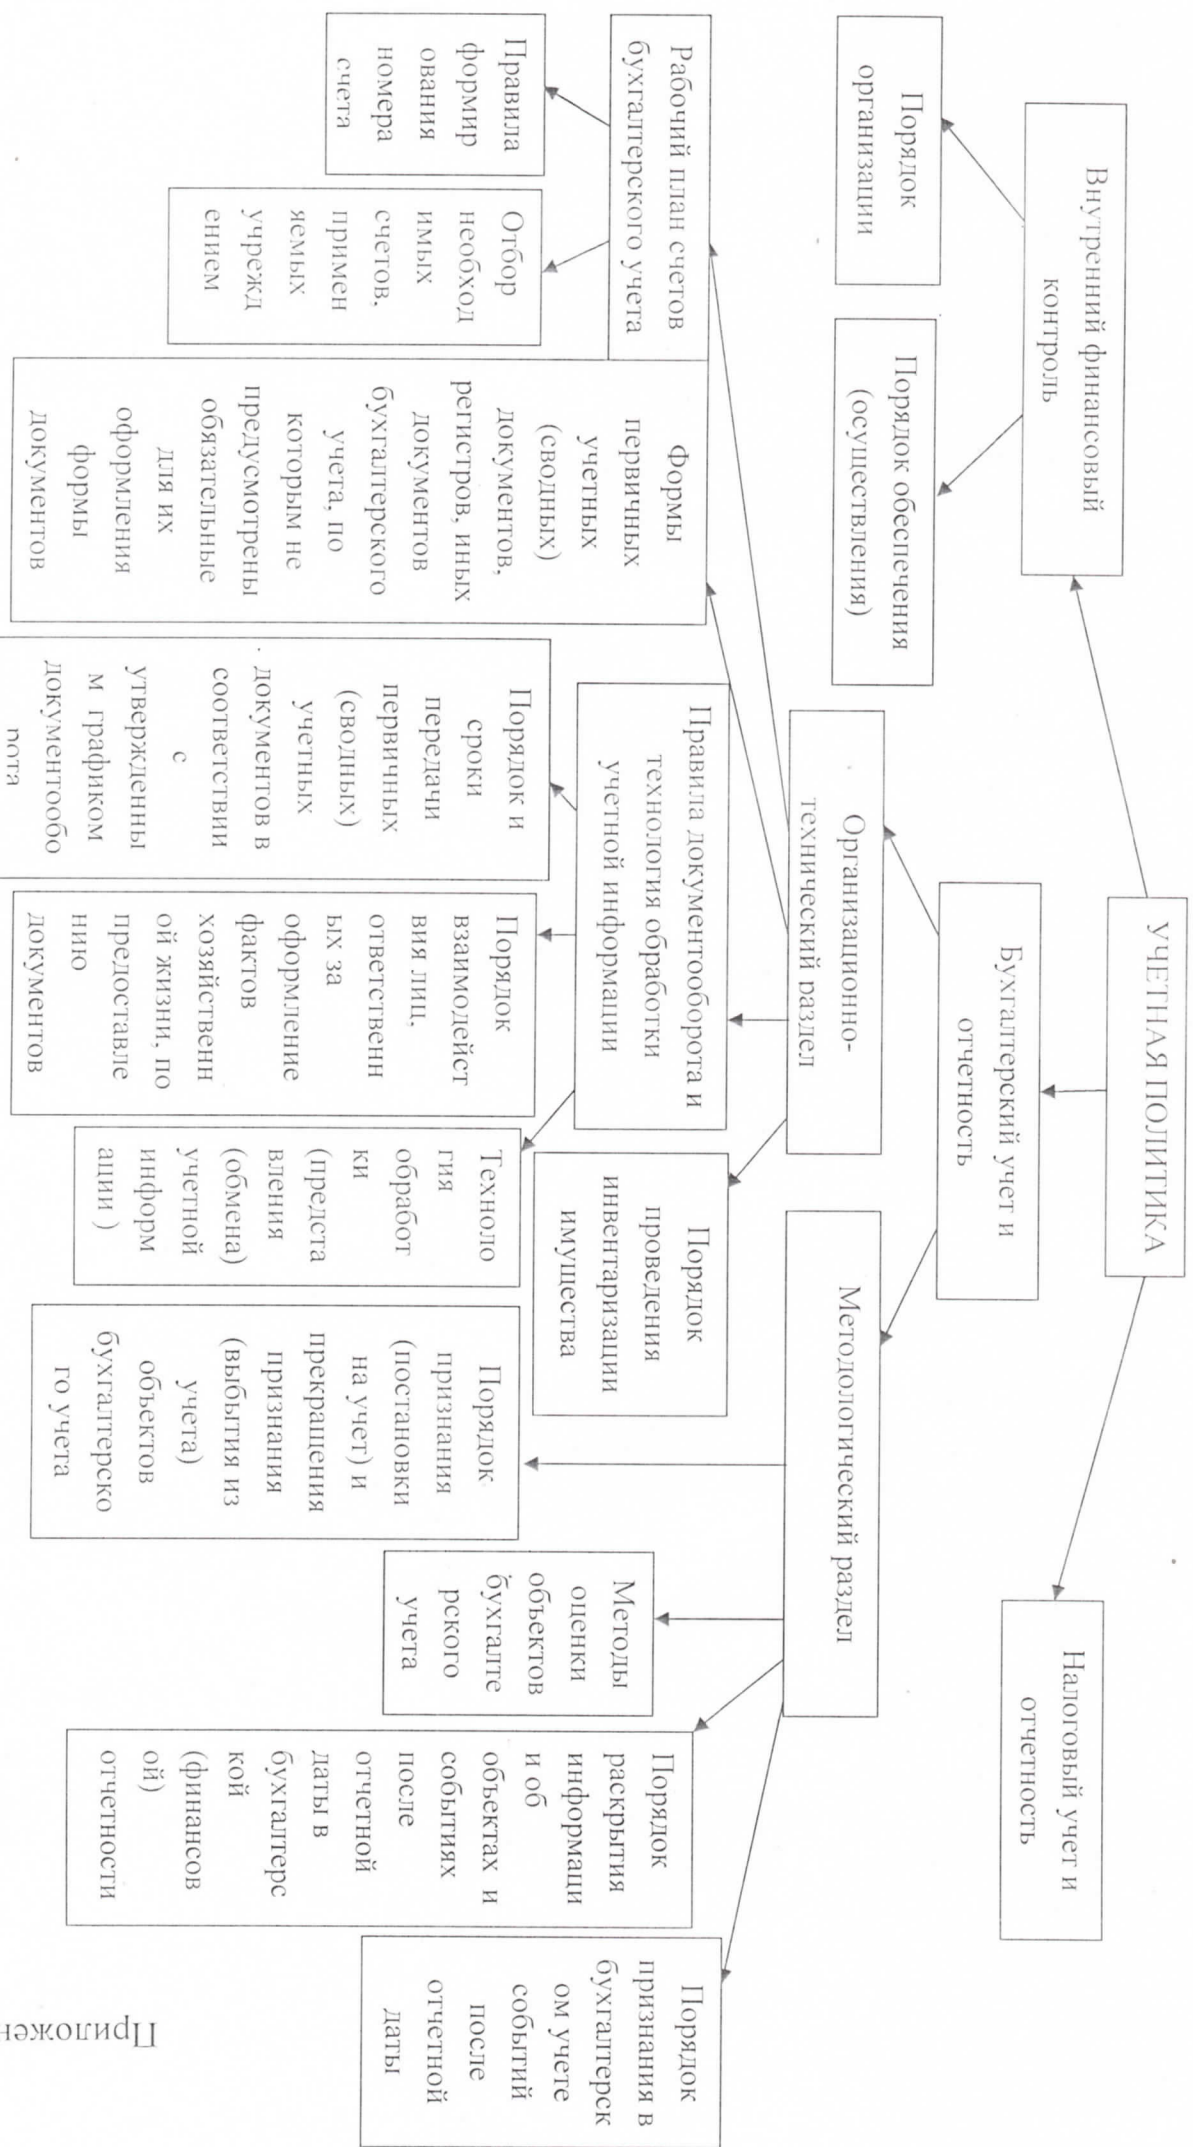 УЧЕТНАЯ ПОЛИТИКА
Внутренний финансовый
контроль
Бухгалтерский учет и
отчетность
Налоговый учет и
отчетность
Порядок
организации
Порядок обеспечения
(осуществления)
Организационно-
технический раздел
Методологический раздел
Рабочий план счетов
бухгалтерского учета
Формы
первичных
учетных
(сводных)
документов,
регистров, иных
документов
бухгалтерского
учета, по
которым не
предусмотрены
обязательные
для их
оформления
формы
документов
Правила документооборота и
технология обработки
учетной информации
Порядок
проведения
инвентаризации
имущества
Правила
формир
ования
номера
счета
Отбор
необход
имых
счетов,
примен
яемых
учрежд
ением
Порядок и
сроки
передачи
первичных
(сводных)
учетных
документов в
соответствии
с
утвержденны
м графиком
документообо
рота
Порядок
взаимодейст
вия лиц,
ответственн
ых за
оформление
фактов
хозяйственн
ой жизни, по
предоставле
нию
документов
Техноло
гия
обработ
ки
(предста
вления
(обмена)
учетной
информ
ации )
Порядок
признания
(постановки
на учет) и
прекращения
признания
(выбытия из
учета)
объектов
бухгалтерско
го учета
Методы
оценки
объектов
бухгалте
рского
учета
Порядок
раскрытия
информаци
и об
объектах и
событиях
после
отчетной
даты в
бухгалтерс
кой
(финансов
ой)
отчетности
Порядок
признания в
бухгалтерск
ом учете
событий
после
отчетной
даты